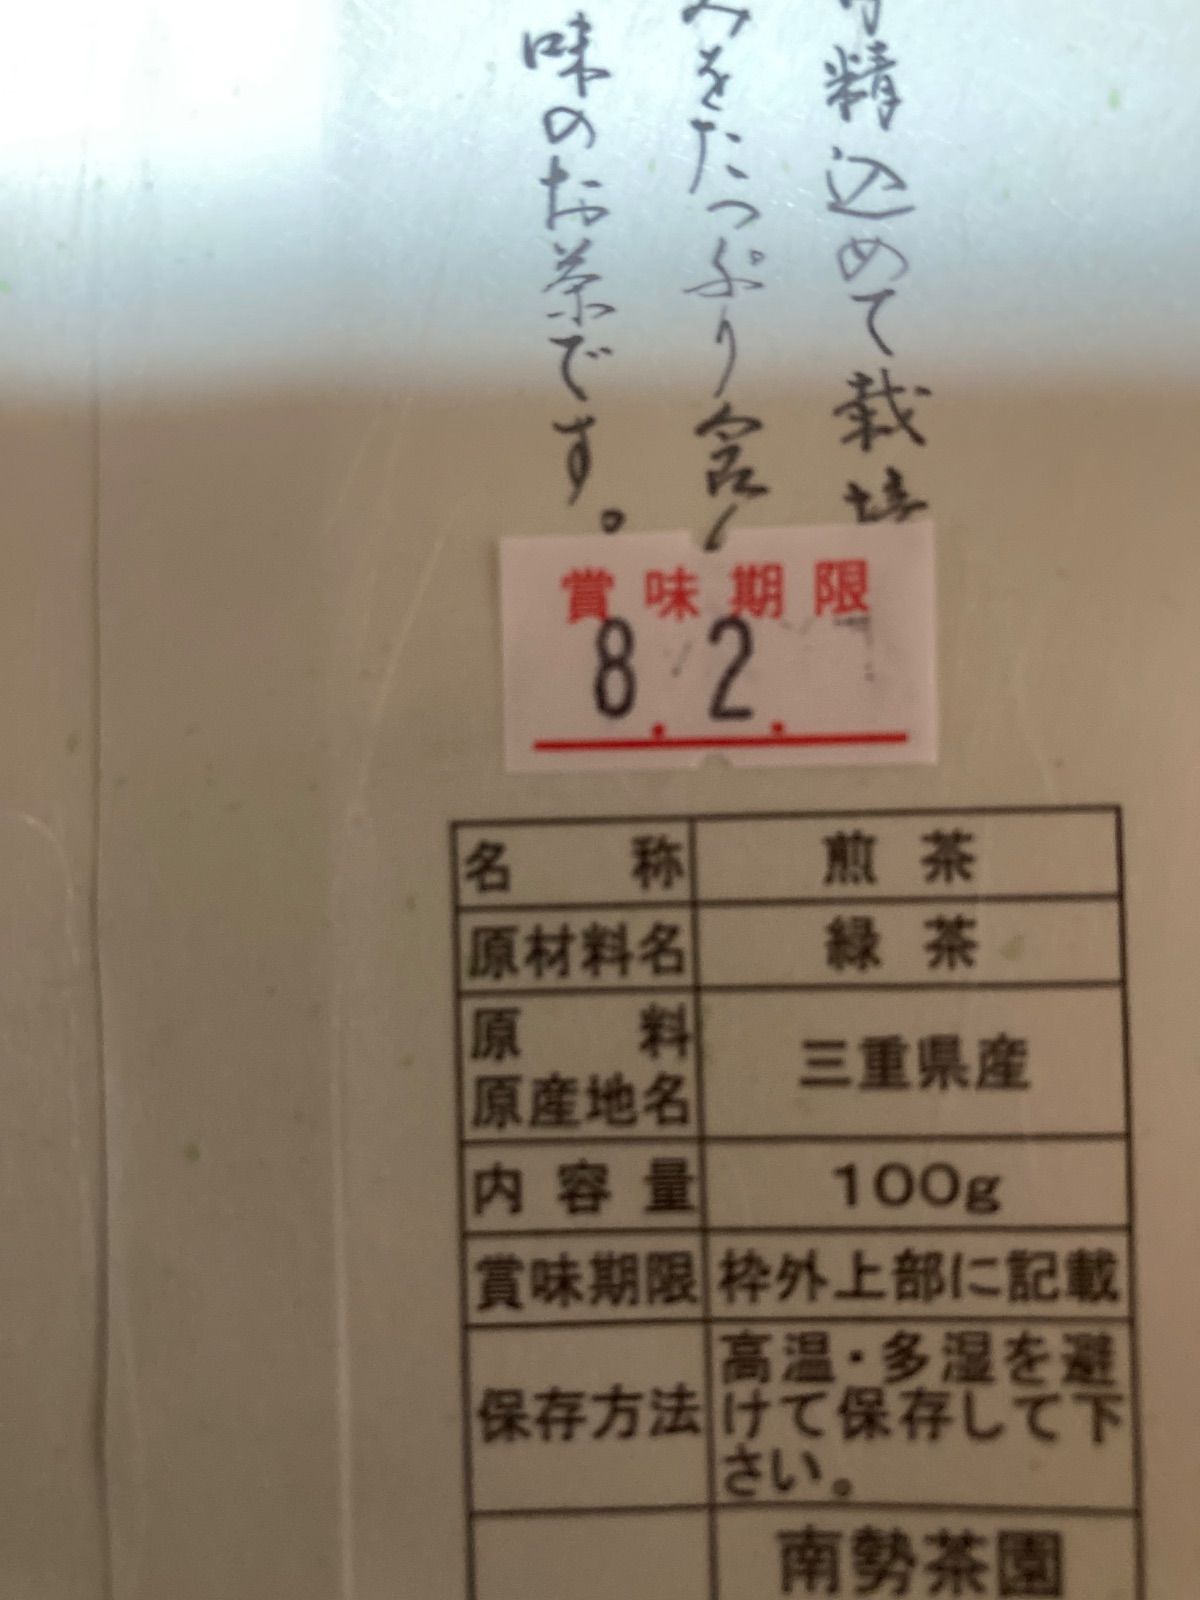 精込めて栽培
みをたっぷり含
味のお茶です。
賞味期限
8.2.
名称 煎茶
原材料名 緑茶
原料原産地名 三重県産
内容量 100g
賞味期限 枠外上部に記載
保存方法 高温・多湿を避
けて保存して下
さい。
南勢茶園